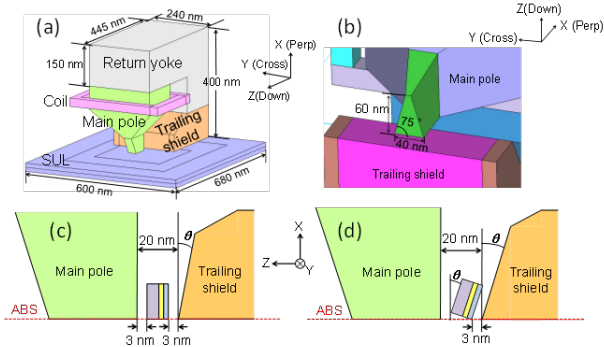 (a)
445 nm
240 nm
150 nm
Return yoke
400 nm
X (Perp)
Y (Cross)
Z(Down)
Coil
Main pole
Trailing
shield
SUL
600 nm
680 nm
(b)
Z(Down)
Y (Cross)
X (Perp)
Main pole
60 nm
75°
40 nm
Trailing shield
(c)
20 nm
θ
Main pole
Trailing
shield
ABS
3 nm
3 nm
X
Z
Y
(d)
20 nm
θ
θ
Main pole
Trailing
shield
ABS
3 nm
3 nm